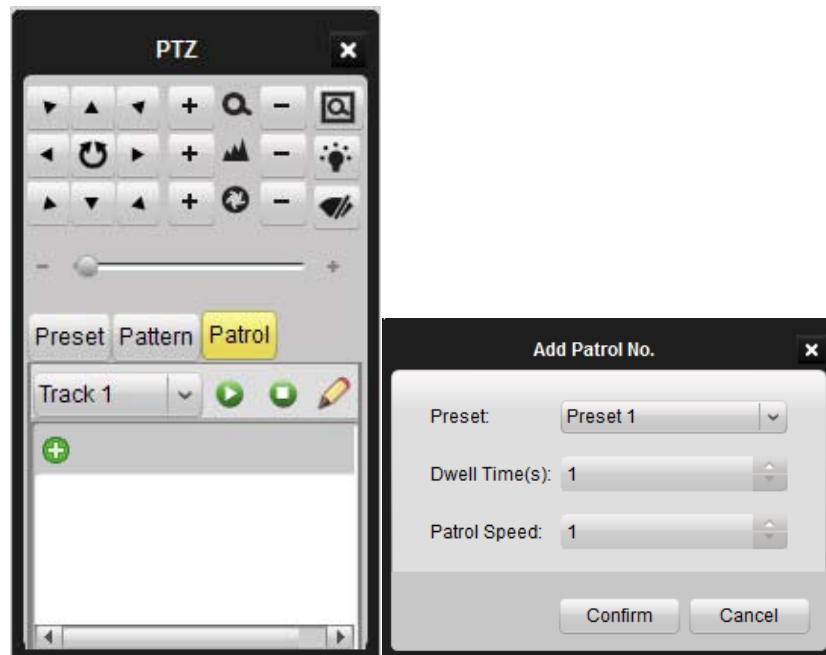 PTZ
Preset Pattern Patrol
Track 1
Add Patrol No.
Preset: Preset 1
Dwell Time(s): 1
Patrol Speed: 1
Confirm Cancel